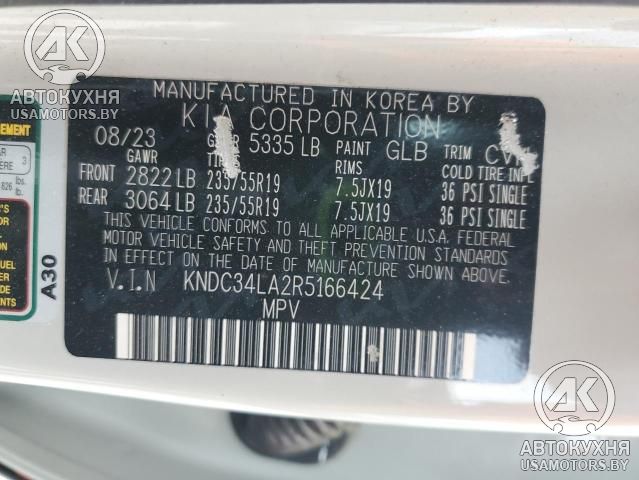 AK
АВТОКУХНЯ
USAMOTORS.BY
MANUFACTURED IN KOREA BY
KIA CORPORATION
08/23 5335 LB PAINT GLB TRIM
GAWR RIMS COLD TIRE INFL
FRONT 2822 LB 235/55R19 7.5JX19 36 PSI SINGLE
REAR 3064 LB 235/55R19 7.5JX19 36 PSI SINGLE
THIS VEHICLE CONFORMS TO ALL APPLICABLE U.S.A. FEDERAL
MOTOR VEHICLE SAFETY AND THEFT PREVENTION STANDARDS
IN EFFECT ON THE DATE OF MANUFACTURE SHOWN ABOVE.
V.I.N KNDC34LA2R5166424
MPV
A30
AK
АВТОКУХНЯ
USAMOTORS.BY